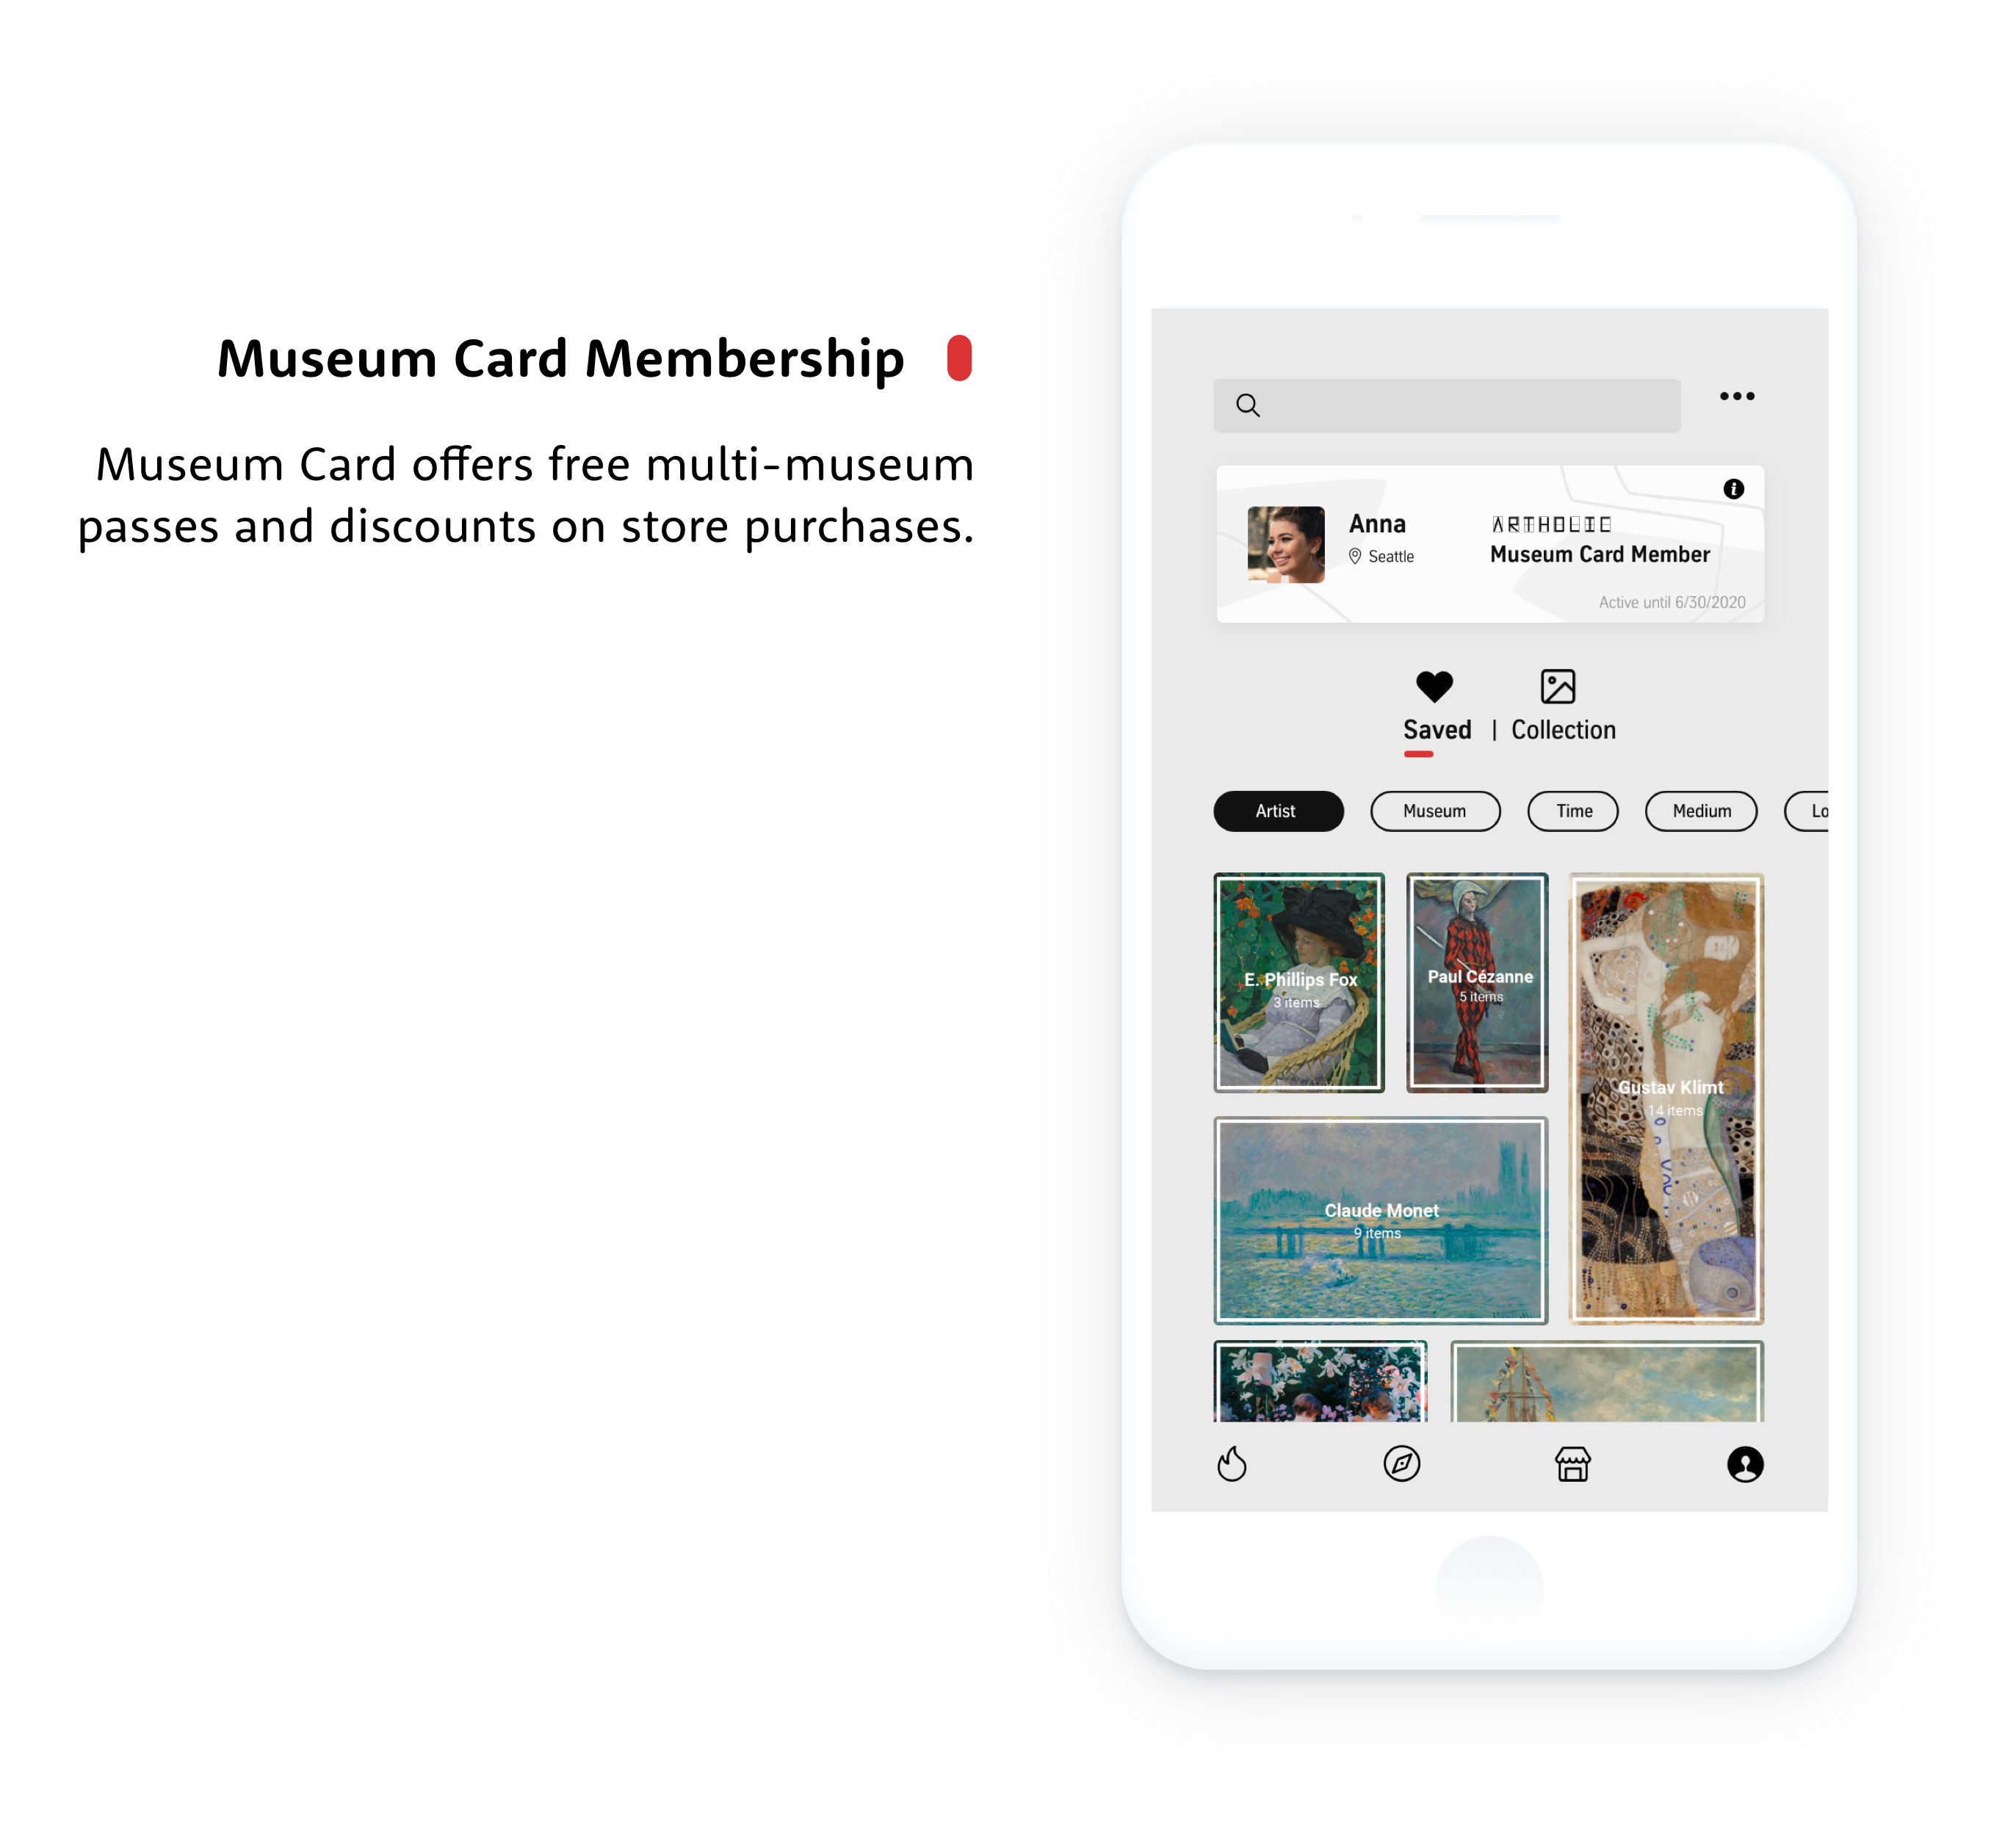 Museum Card Membership
Museum Card offers free multi-museum
passes and discounts on store purchases.
Anna
Seattle
ARTHOLIC
Museum Card Member
Active until 6/30/2020
Saved | Collection
Artist
Museum
Time
Medium
Lo
E. Phillips Fox
3 items
Paul Cézanne
5 items
Gustav Klimt
14 items
Claude Monet
9 items